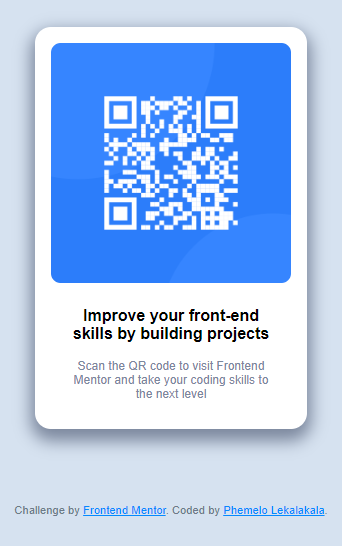 Improve your front-end
skills by building projects
Scan the QR code to visit Frontend
Mentor and take your coding skills to
the next level
Challenge by Frontend Mentor. Coded by Phemelo Lekalakala.